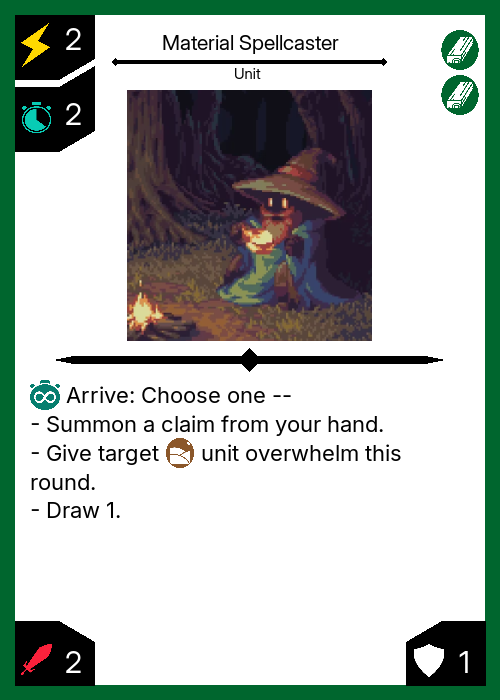 2
Material Spellcaster
Unit
2
Arrive: Choose one --
- Summon a claim from your hand.
- Give target unit overwhelm this
round.
- Draw 1.
2
1